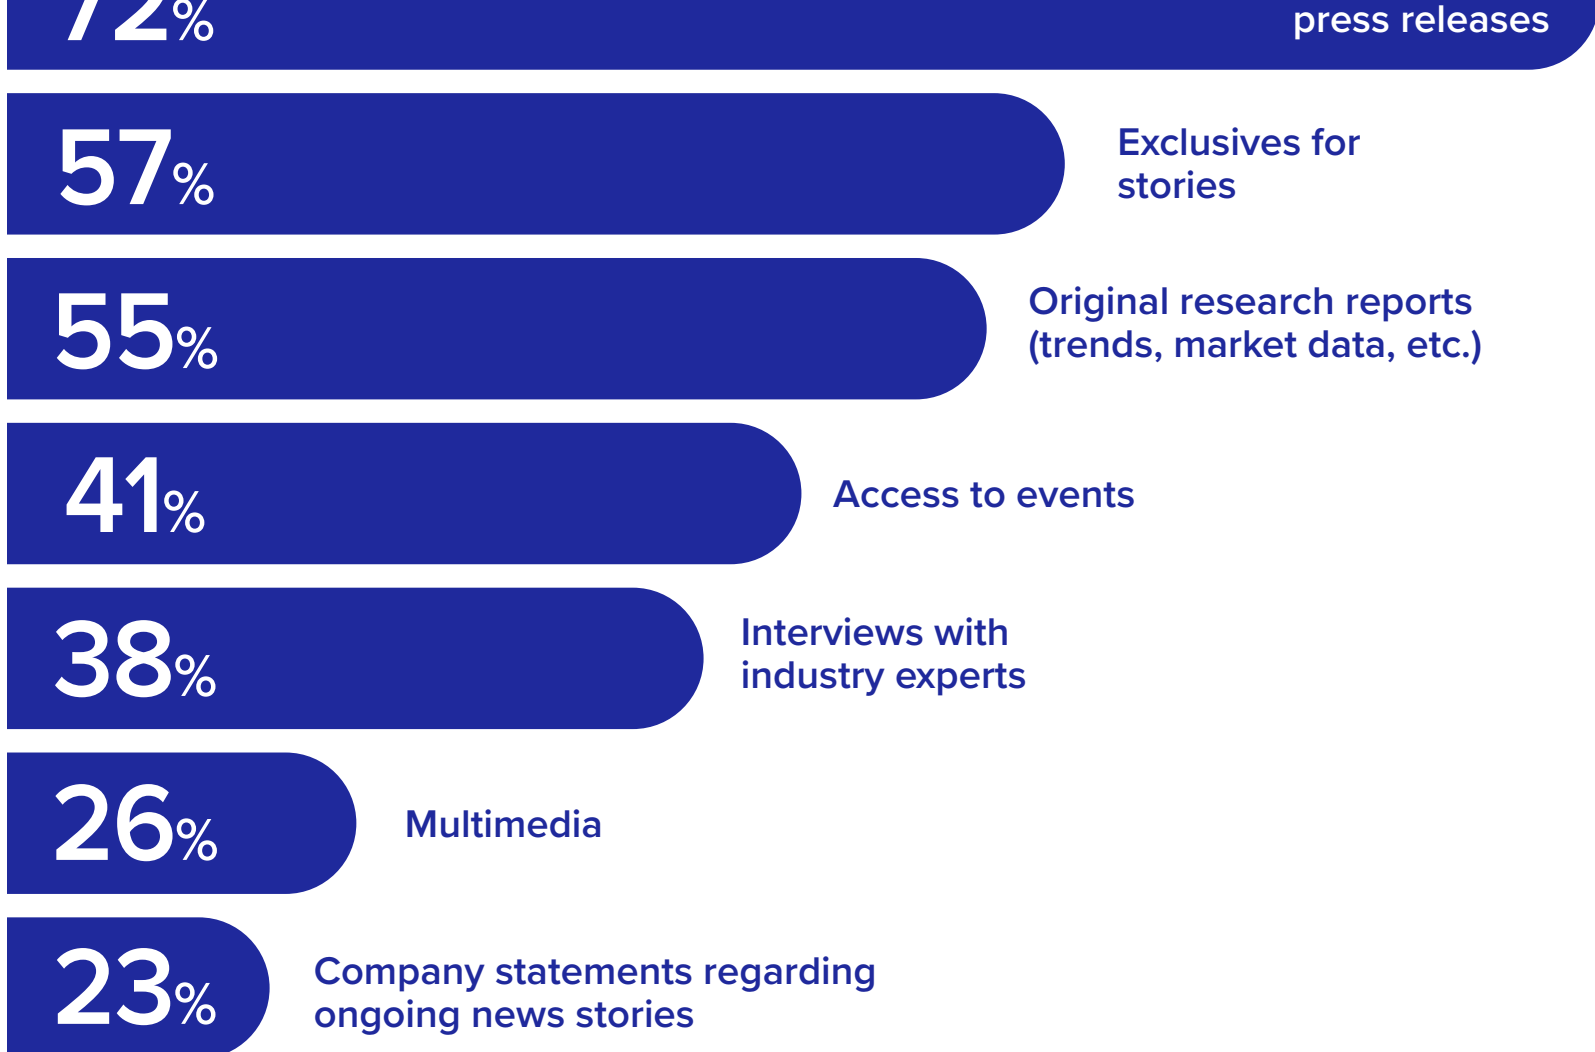 72%
press releases
57%
Exclusives for
stories
55%
Original research reports
(trends, market data, etc.)
41%
Access to events
38%
Interviews with
industry experts
26%
Multimedia
23%
Company statements regarding
ongoing news stories